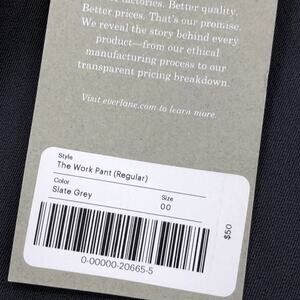 factories. Better quality.
Better prices. That's our promise.
We reveal the story behind every
product—from our ethical
manufacturing process to our
transparent pricing breakdown.
Visit everlane.com to learn more.
Style
The Work Pant (Regular)
Color
Slate Grey
Size
00
$50
0-00000-20665-5